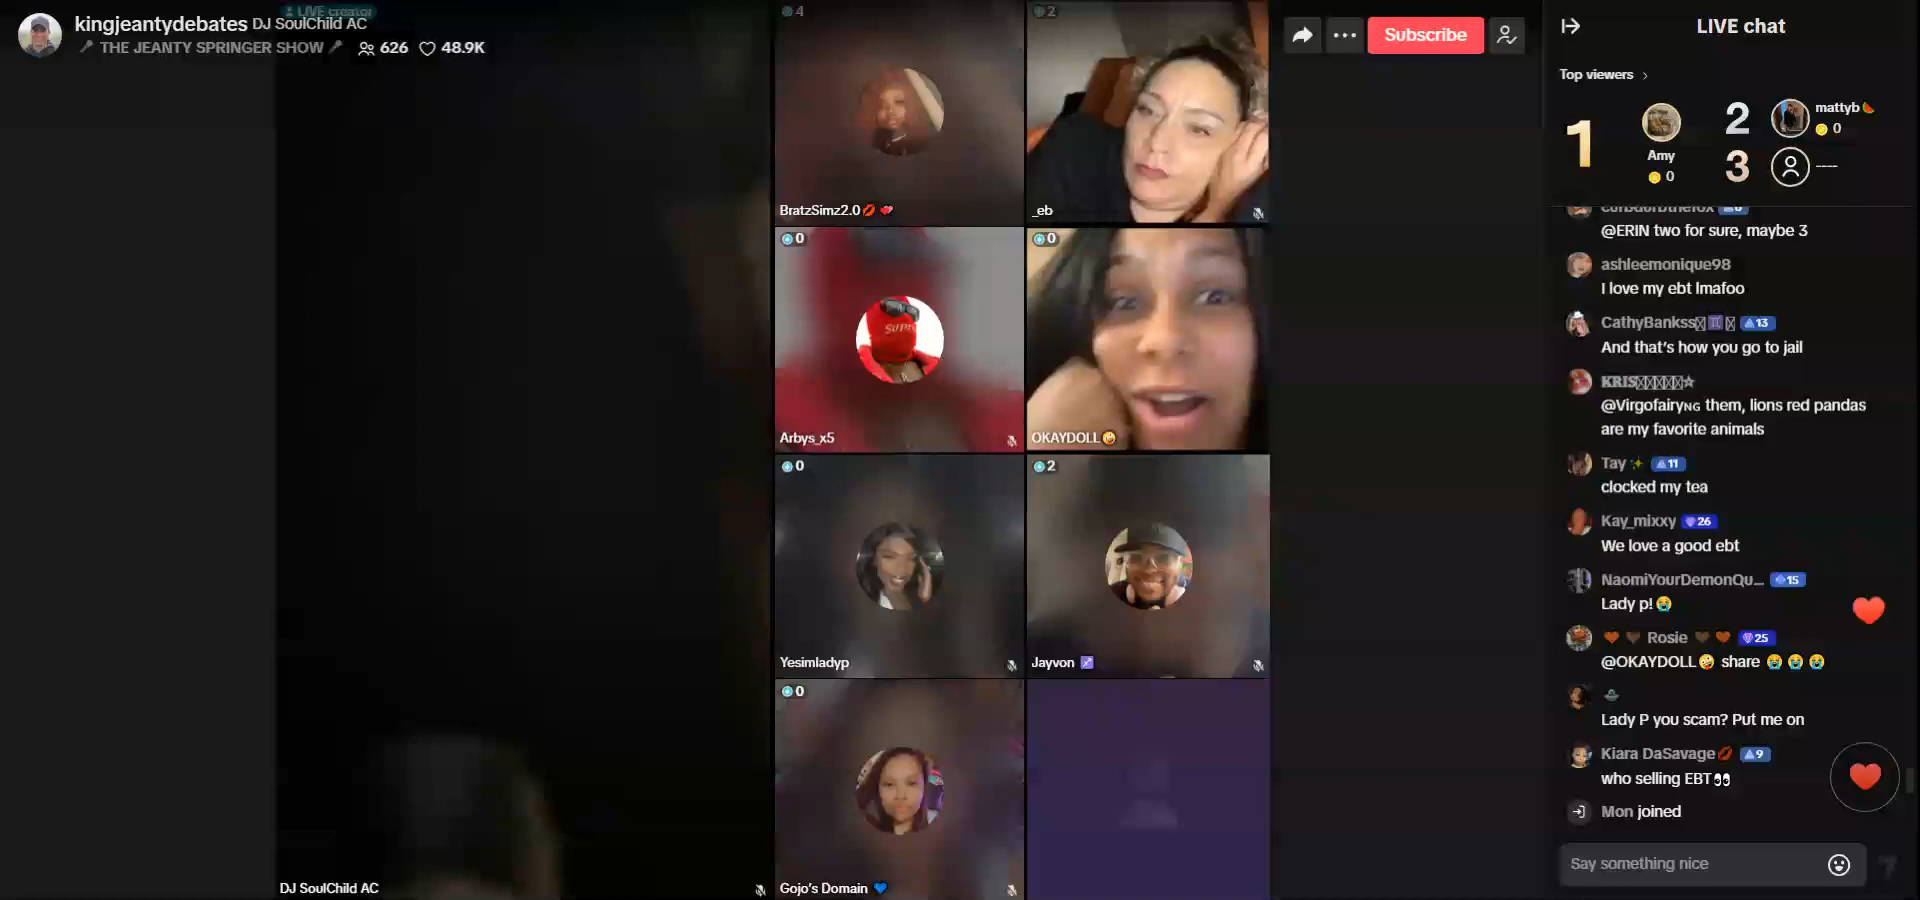 LIVE creator
kingjeantydebates DJ SoulChild AC
🎤 THE JEANTY SPRINGER SHOW 🎤 626 48.9K
Subscribe
4
BratzSimz2.0💋 💘
2
_eb
0
SUPR
Arbys_x5
0
OKAYDOLL🤪
0
Yesimladyp
2
Jayvon ♐
0
Gojo's Domain 💙
DJ SoulChild AC
LIVE chat
Top viewers >
1
Amy
0
2
mattyb🍉
0
3
----
@ERIN two for sure, maybe 3
ashleemonique98
I love my ebt lmafoo
CathyBankss♊ 13
And that's how you go to jail
KRIS☆
@Virgofairyɴɢ them, lions red pandas
are my favorite animals
Tay ✨ 11
clocked my tea
Kay_mixxy 26
We love a good ebt
NaomiYourDemonQu... 15
Lady p!😭
🧡 🤎 Rosie 🤎 🧡 25
@OKAYDOLL🤪 share 😭 😭 😭
🛸
Lady P you scam? Put me on
Kiara DaSavage💋 9
who selling EBT👀
Mon joined
Say something nice